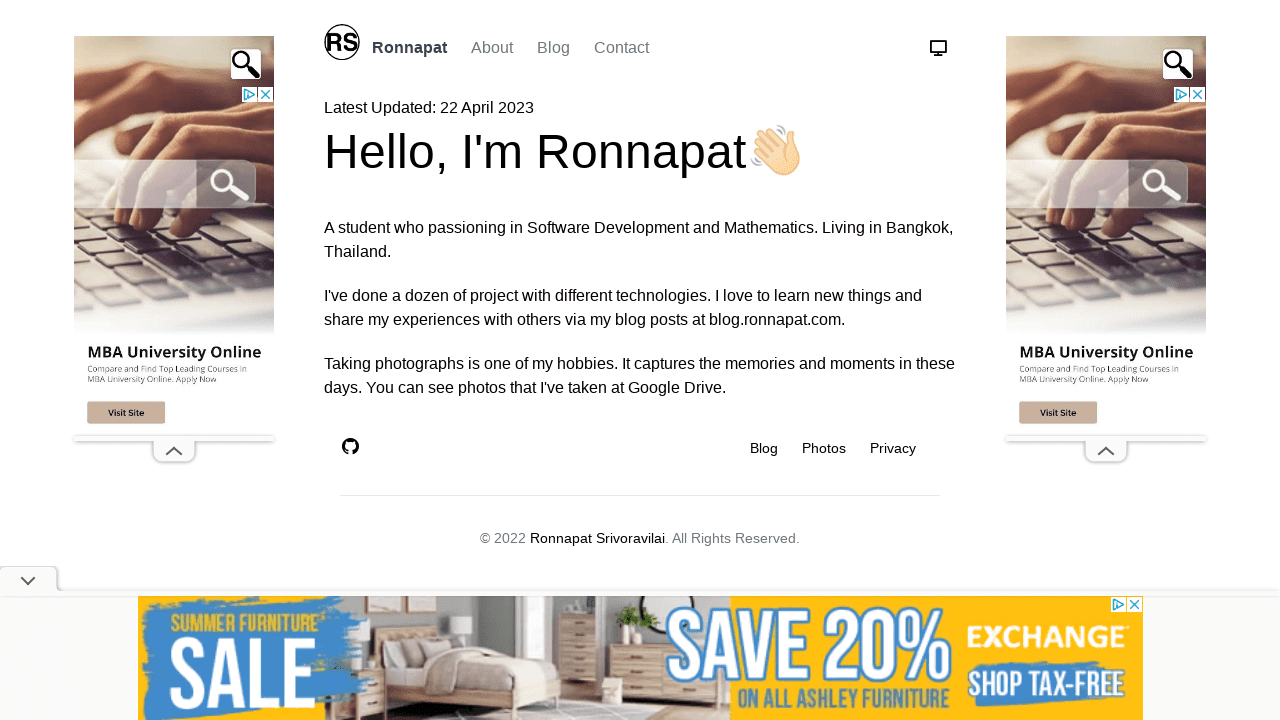 RS
Ronnapat
About
Blog
Contact
Latest Updated: 22 April 2023
Hello, I'm Ronnapat
A student who passioning in Software Development and Mathematics. Living in Bangkok,
Thailand.
I've done a dozen of project with different technologies. I love to learn new things and
share my experiences with others via my blog posts at blog.ronnapat.com.
Taking photographs is one of my hobbies. It captures the memories and moments in these
days. You can see photos that I've taken at Google Drive.
Blog
Photos
Privacy
© 2022 Ronnapat Srivoravilai. All Rights Reserved.
MBA University Online
Compare and Find Top Leading Courses in
MBA University Online. Apply Now
Visit Site
MBA University Online
Compare and Find Top Leading Courses in
MBA University Online. Apply Now
Visit Site
SUMMER FURNITURE
SALE
SAVE 20%
ON ALL ASHLEY FURNITURE
EXCHANGE
SHOP TAX-FREE